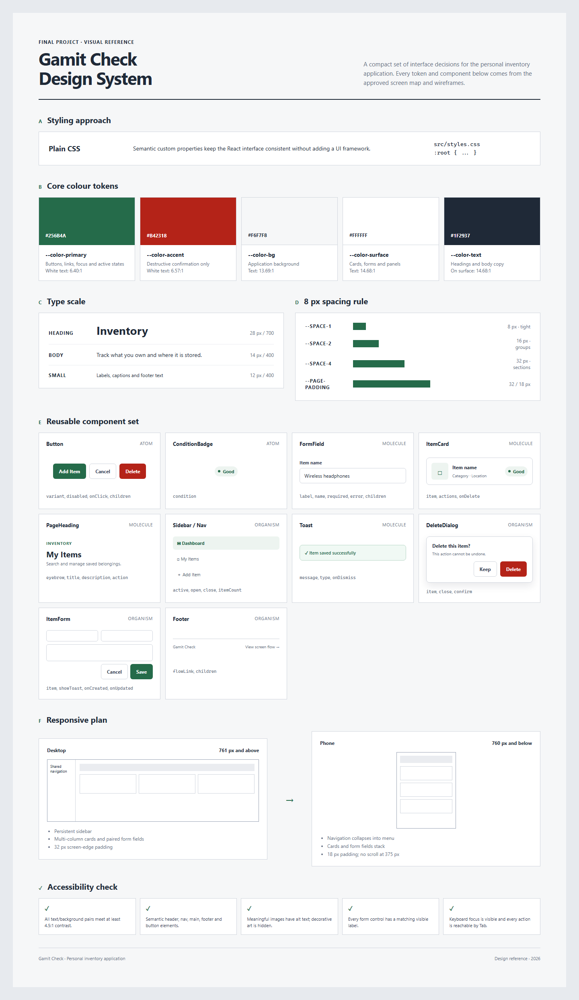 FINAL PROJECT · VISUAL REFERENCE
Gamit Check
Design System
A compact set of interface decisions for the personal inventory
application. Every token and component below comes from the
approved screen map and wireframes.
A Styling approach
Plain CSS
Semantic custom properties keep the React interface consistent without adding a UI framework.
src/styles.css
:root { … }
B Core colour tokens
#256B4A
--color-primary
Buttons, links, focus and active states
White text: 6.40:1
#B42318
--color-accent
Destructive confirmation only
White text: 6.57:1
#F6F7F8
--color-bg
Application background
Text: 13.69:1
#FFFFFF
--color-surface
Cards, forms and panels
Text: 14.68:1
#1F2937
--color-text
Headings and body copy
On surface: 14.68:1
C Type scale
HEADING Inventory 28 px / 700
BODY Track what you own and where it is stored. 14 px / 400
SMALL Labels, captions and footer text 12 px / 400
D 8 px spacing rule
--SPACE-1 8 px · tight
--SPACE-2 16 px ·
groups
--SPACE-4 32 px ·
sections
--PAGE-
PADDING 32 / 18 px
E Reusable component set
Button ATOM
Add Item Cancel Delete
variant, disabled, onClick, children
ConditionBadge ATOM
Good
condition
FormField MOLECULE
Item name
Wireless headphones
label, name, required, error, children
ItemCard MOLECULE
Item name
Category · Location
Good
item, actions, onDelete
PageHeading MOLECULE
INVENTORY
My Items
Search and manage saved belongings.
eyebrow, title, description, action
Sidebar / Nav ORGANISM
Dashboard
My Items
+ Add Item
active, open, close, itemCount
Toast MOLECULE
✓ Item saved successfully
message, type, onDismiss
DeleteDialog ORGANISM
Delete this item?
This action cannot be undone.
Keep Delete
item, close, confirm
ItemForm ORGANISM
Cancel Save
item, showToast, onCreated, onUpdated
Footer ORGANISM
Gamit Check View screen flow →
flowLink, children
F Responsive plan
Desktop 761 px and above
Shared
navigation
• Persistent sidebar
• Multi-column cards and paired form fields
• 32 px screen-edge padding
→
Phone 760 px and below
• Navigation collapses into menu
• Cards and form fields stack
• 18 px padding; no scroll at 375 px
✓ Accessibility check
✓
All text/background pairs meet at least
4.5:1 contrast.
✓
Semantic header, nav, main, footer and
button elements.
✓
Meaningful images have alt text; decorative
art is hidden.
✓
Every form control has a matching visible
label.
✓
Keyboard focus is visible and every action
is reachable by Tab.
Gamit Check · Personal inventory application
Design reference · 2026